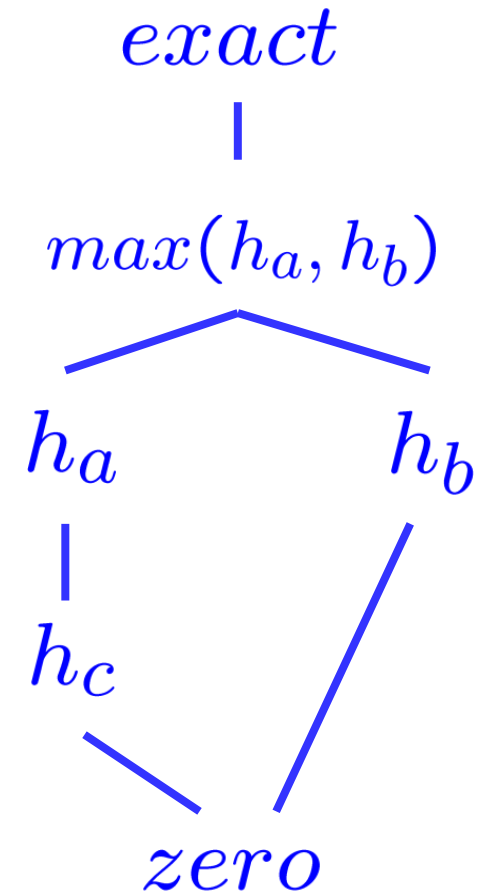 exact
max(h_a, h_b)
h_a h_b
h_c
zero